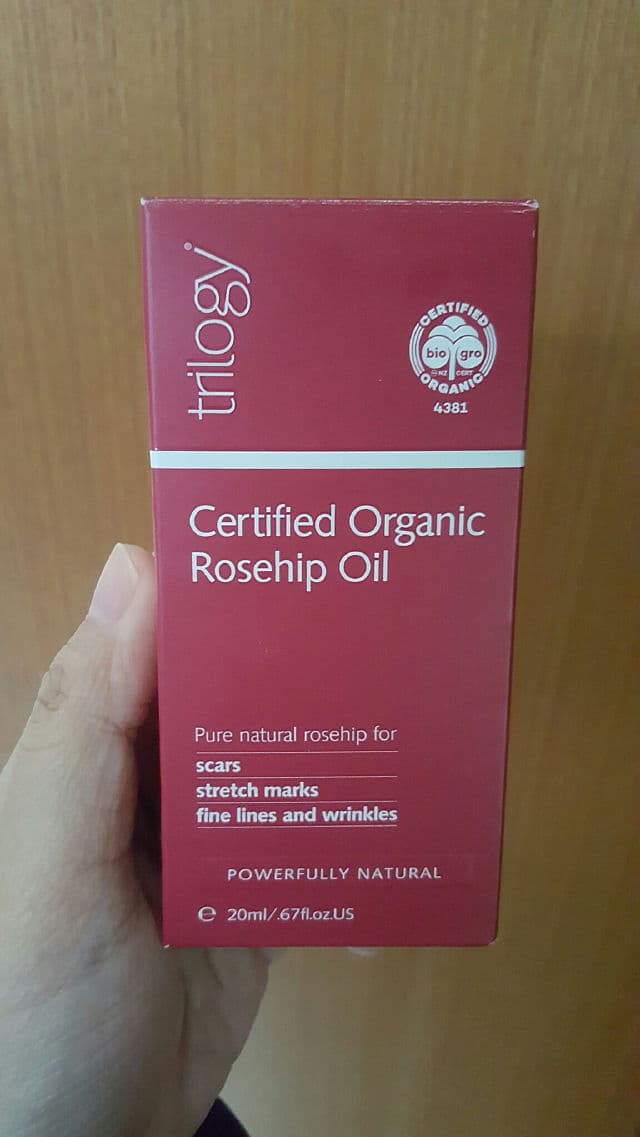 trilogy
CERTIFIED
bio gro
NZ CERT
ORGANIC
4381
Certified Organic
Rosehip Oil
Pure natural rosehip for
scars
stretch marks
fine lines and wrinkles
POWERFULLY NATURAL
℮ 20ml/.67fl.oz.US